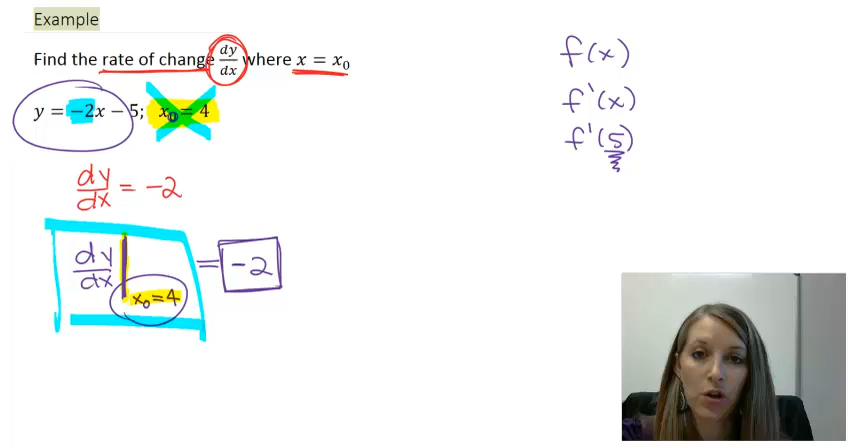 Example
Find the rate of change dy/dx where x = x₀
y = −2x − 5; x₀ = 4
dy/dx = −2
dy/dx | x₀=4 = −2
f(x)
f'(x)
f'(5)